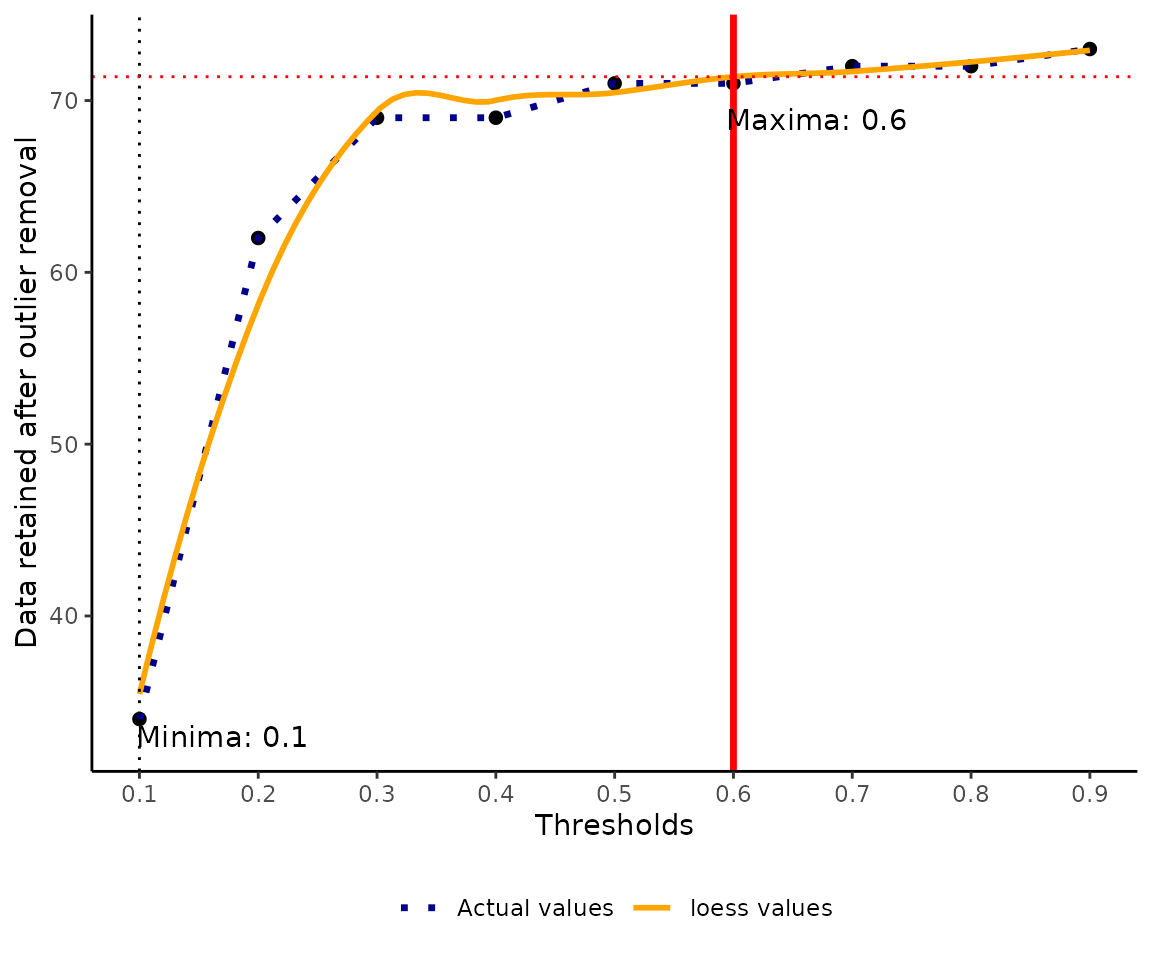 Data retained after outlier removal
70
60
50
40
Maxima: 0.6
Minima: 0.1
0.1 0.2 0.3 0.4 0.5 0.6 0.7 0.8 0.9
Thresholds
Actual values loess values